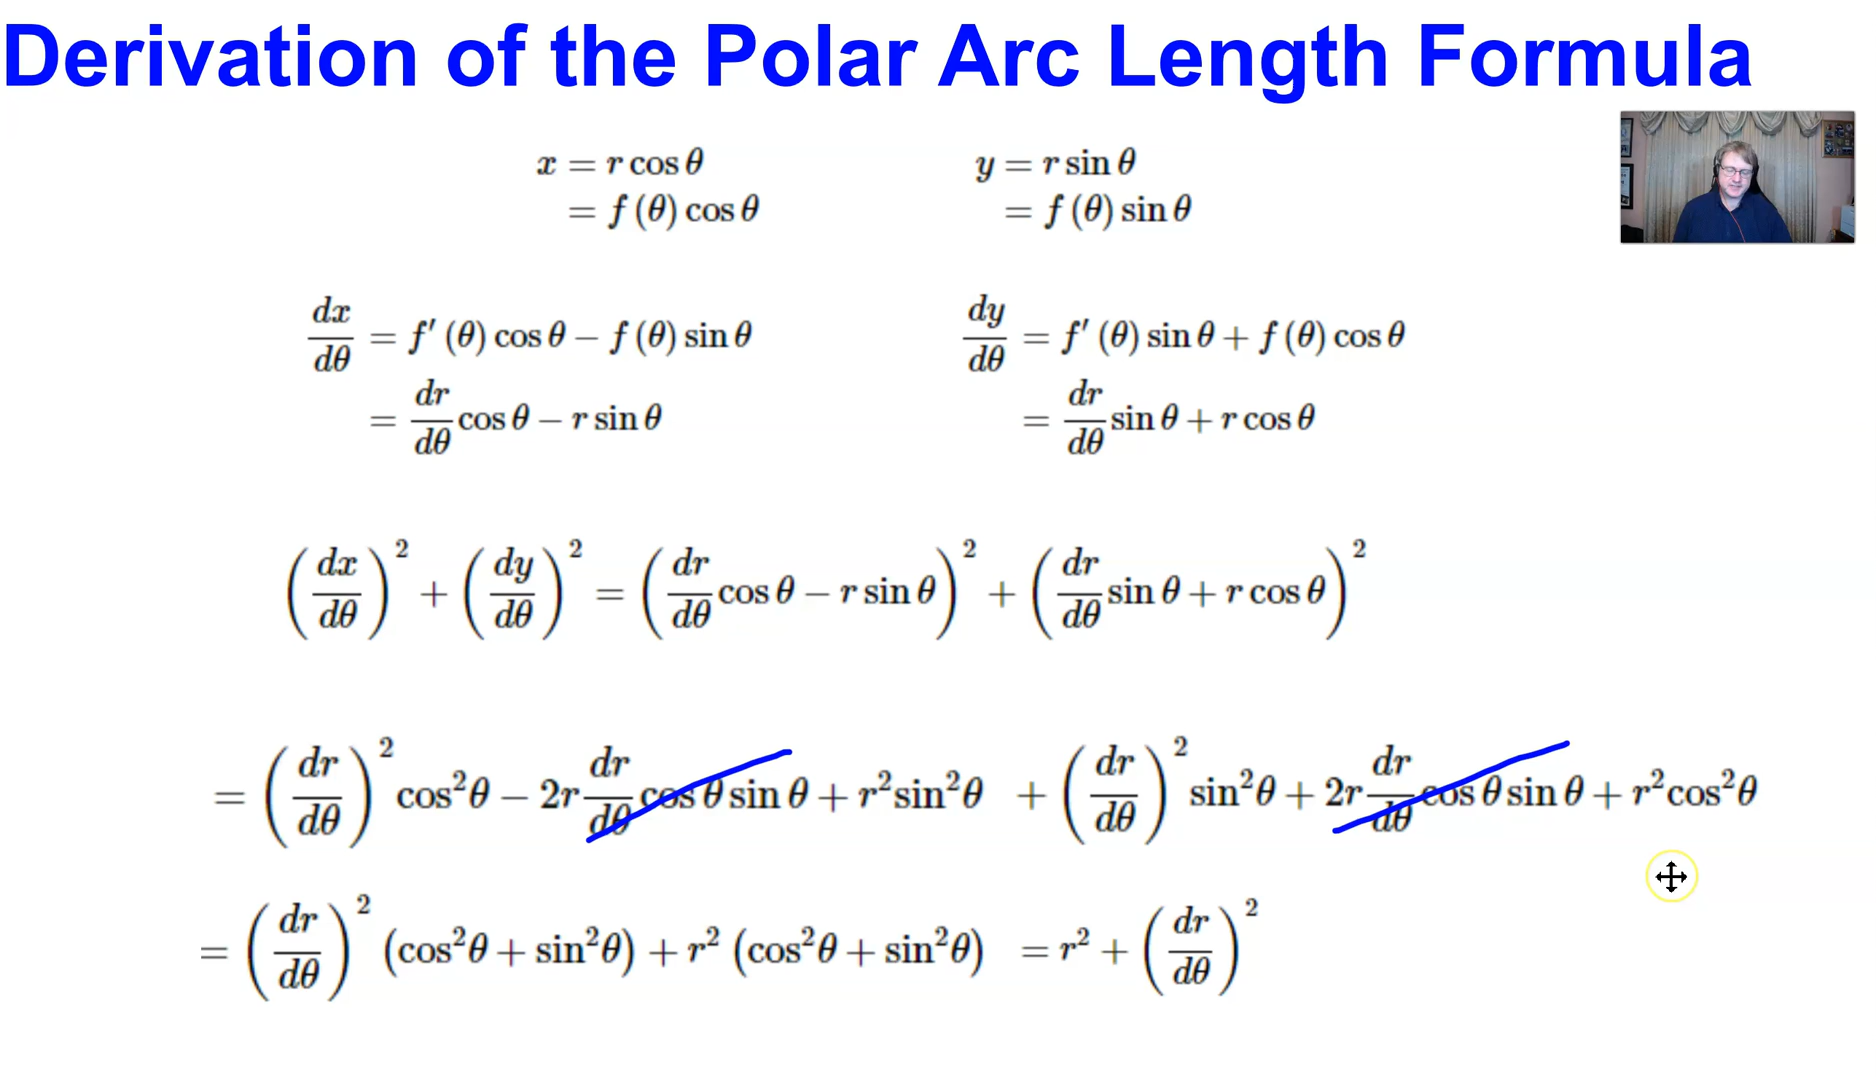 Derivation of the Polar Arc Length Formula
x = r cos θ    y = r sin θ
= f (θ) cos θ    = f (θ) sin θ
dx/dθ = f′ (θ) cos θ − f (θ) sin θ    dy/dθ = f′ (θ) sin θ + f (θ) cos θ
= dr/dθ cos θ − r sin θ    = dr/dθ sin θ + r cos θ
(dx/dθ)² + (dy/dθ)² = (dr/dθ cos θ − r sin θ)² + (dr/dθ sin θ + r cos θ)²
= (dr/dθ)² cos²θ − 2r dr/dθ cos θ sin θ + r²sin²θ + (dr/dθ)² sin²θ + 2r dr/dθ cos θ sin θ + r²cos²θ
= (dr/dθ)² (cos²θ + sin²θ) + r² (cos²θ + sin²θ) = r² + (dr/dθ)²